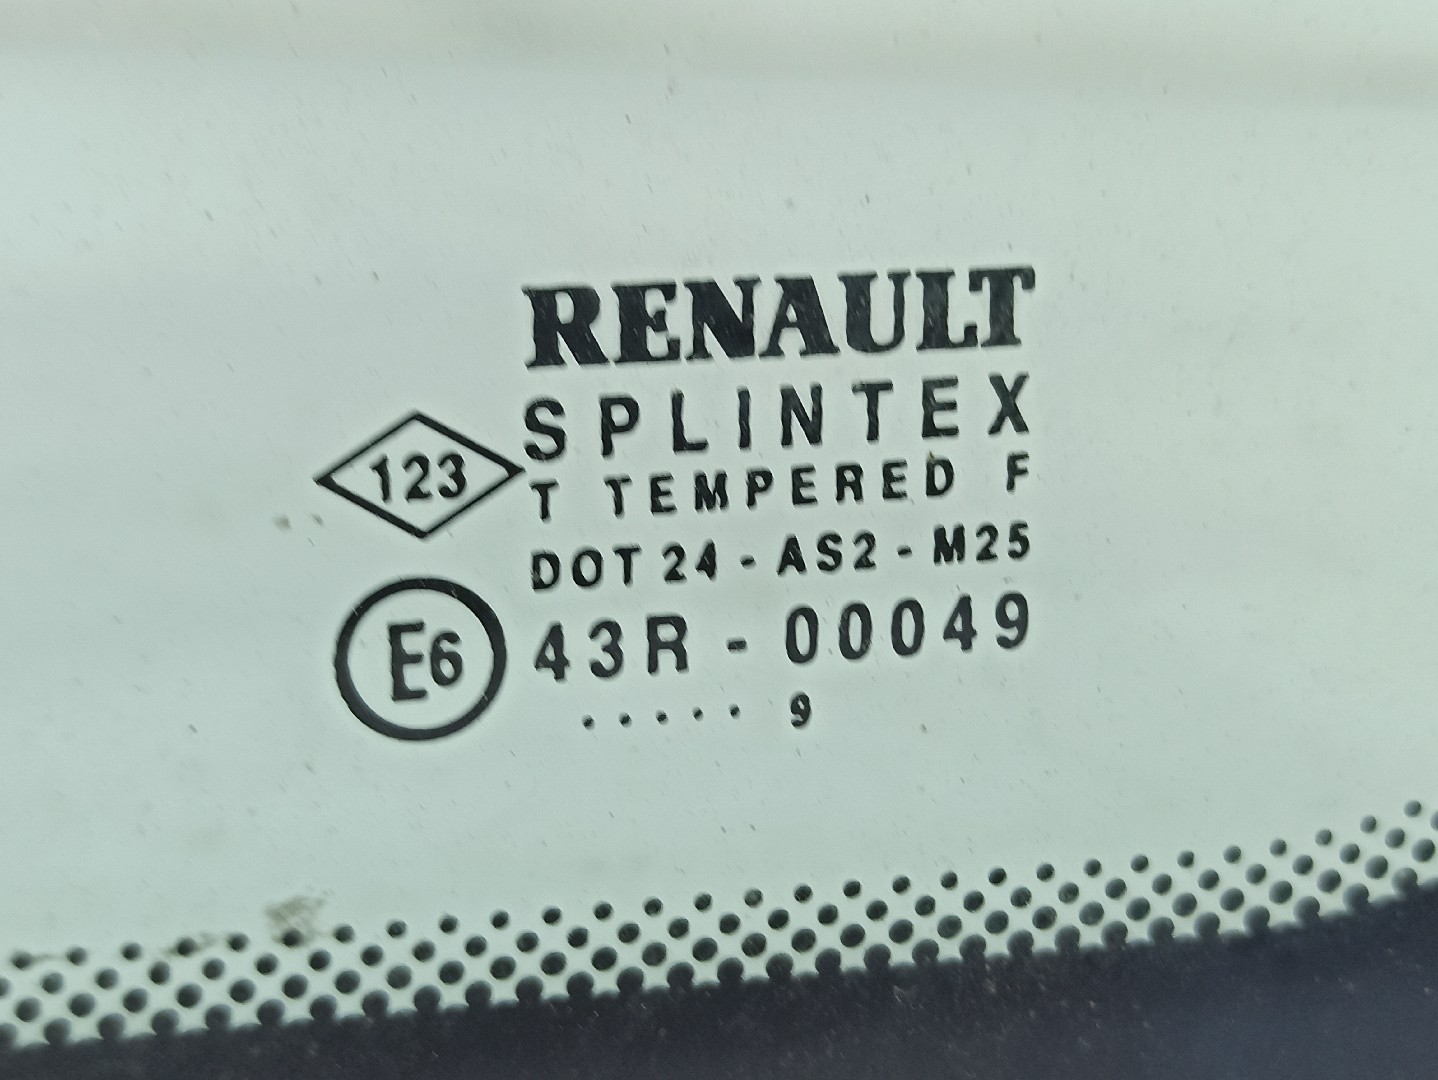 RENAULT
SPLINTEX
123
T TEMPERED F
DOT 24 - AS2 - M25
E6
43R - 00049
..... 9